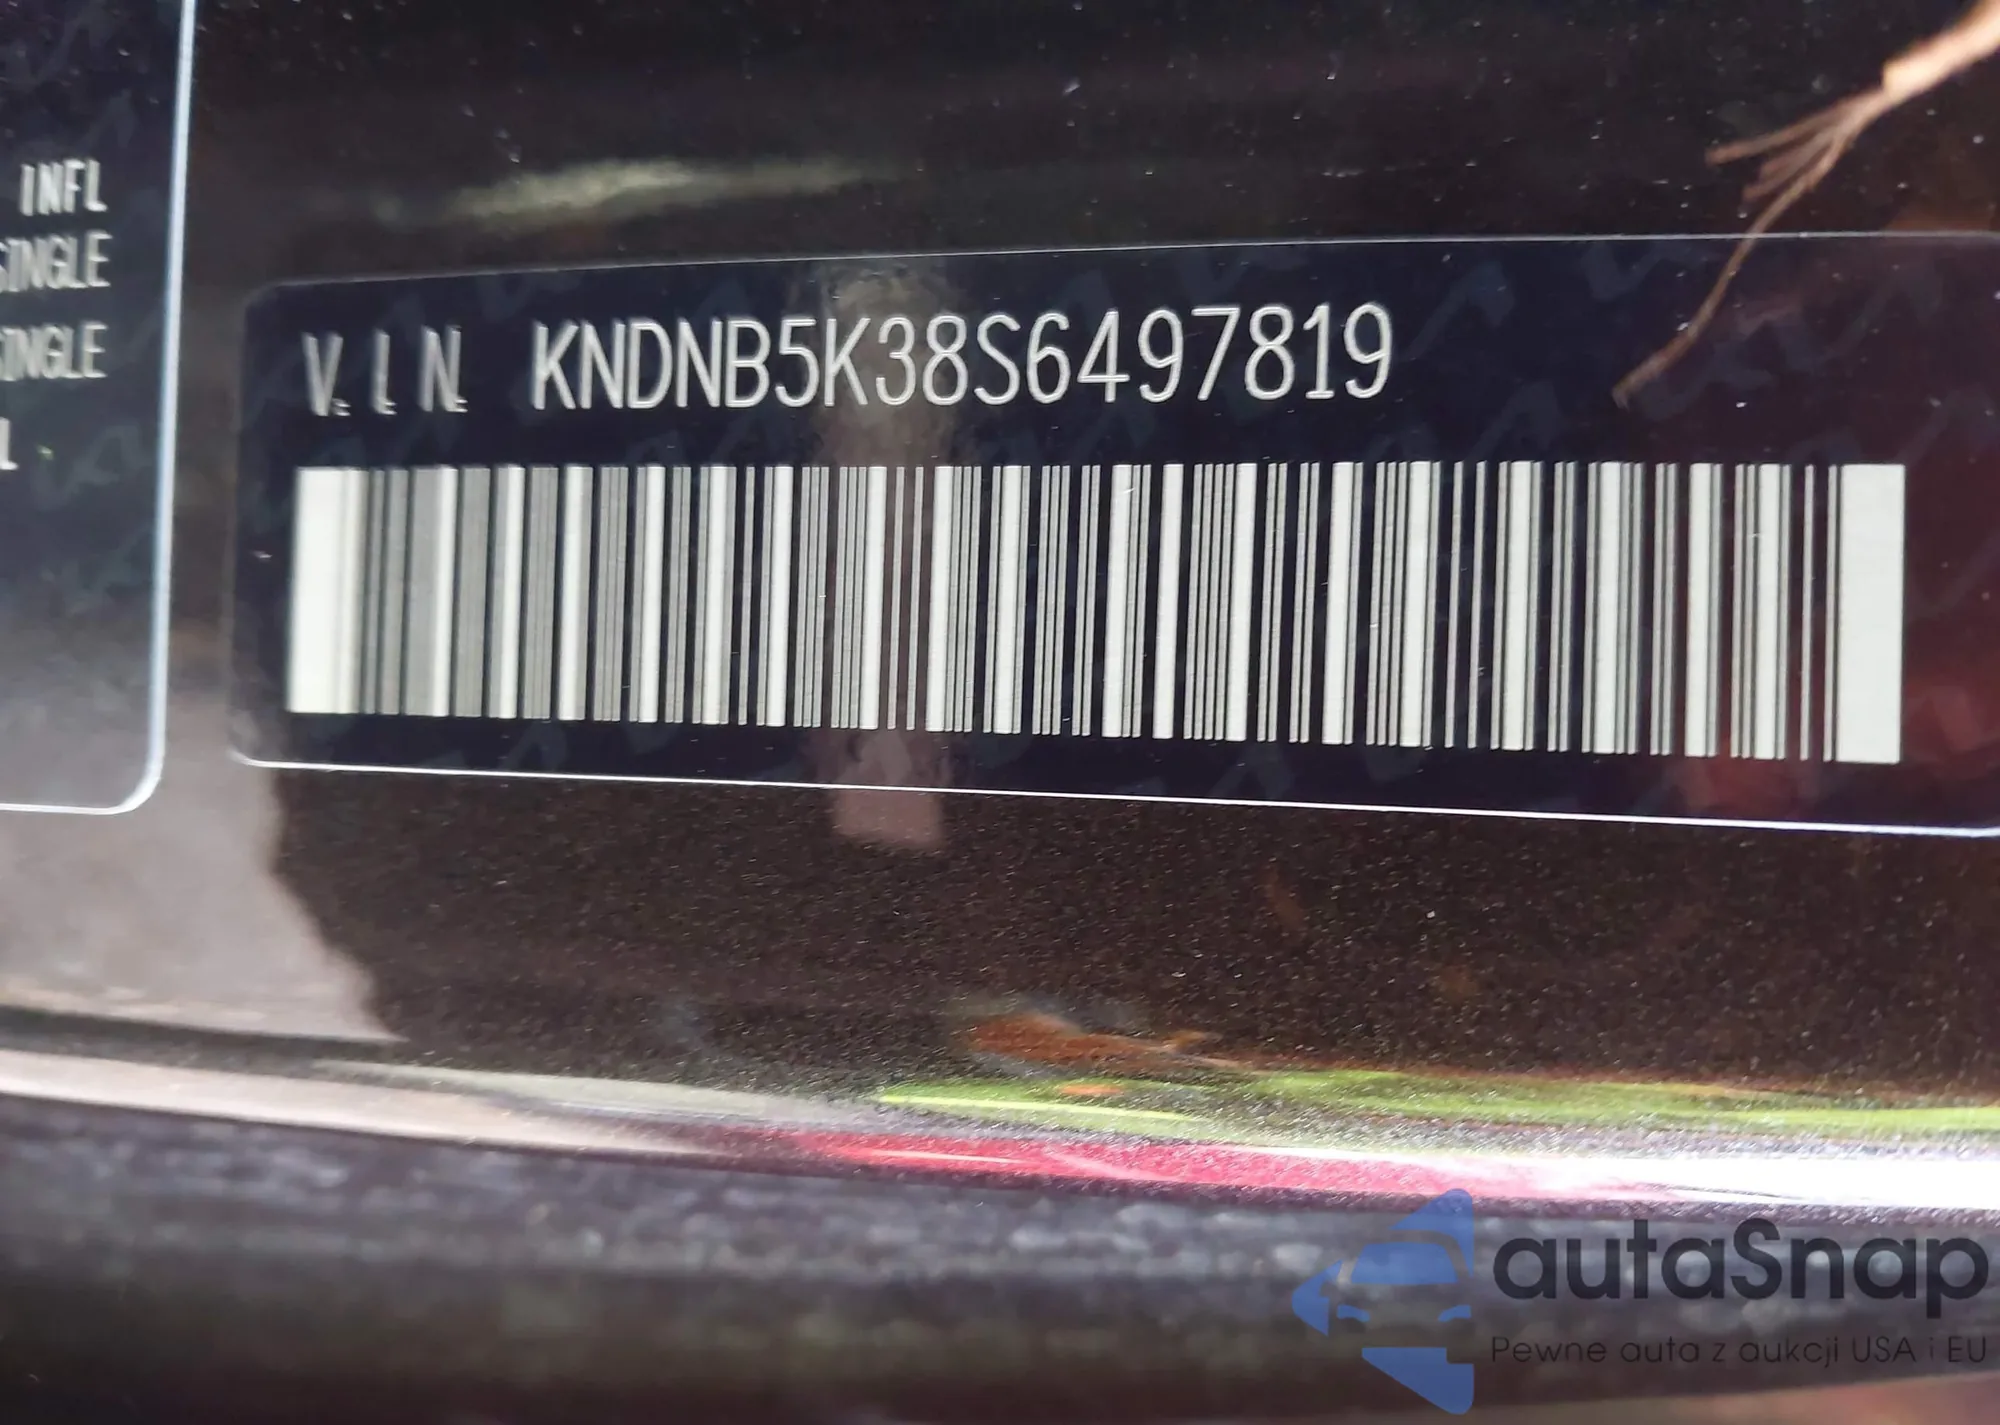 INFL
SINGLE
SINGLE
L
V.I.N. KNDNB5K38S6497819
autaSnap
Pewne auta z aukcji USA i EU